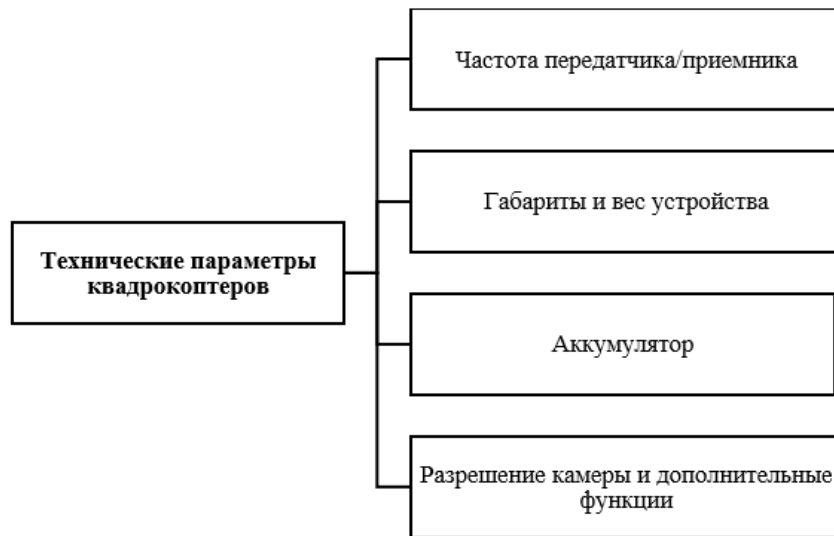 Частота передатчика/приемника
Габариты и вес устройства
Технические параметры
квадрокоптеров
Аккумулятор
Разрешение камеры и дополнительные
функции